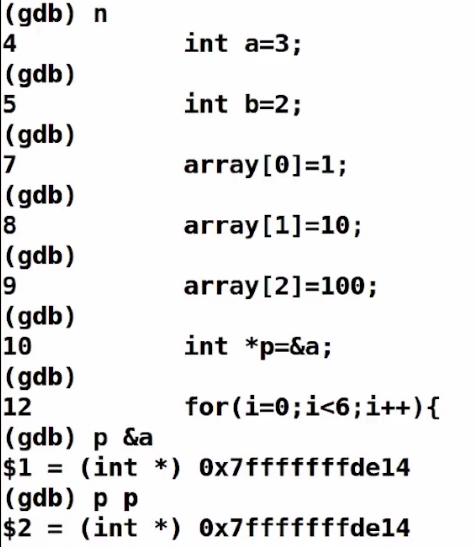 (gdb) n
4 int a=3;
(gdb)
5 int b=2;
(gdb)
7 array[0]=1;
(gdb)
8 array[1]=10;
(gdb)
9 array[2]=100;
(gdb)
10 int *p=&a;
(gdb)
12 for(i=0;i<6;i++){
(gdb) p &a
$1 = (int *) 0x7fffffffde14
(gdb) p p
$2 = (int *) 0x7fffffffde14